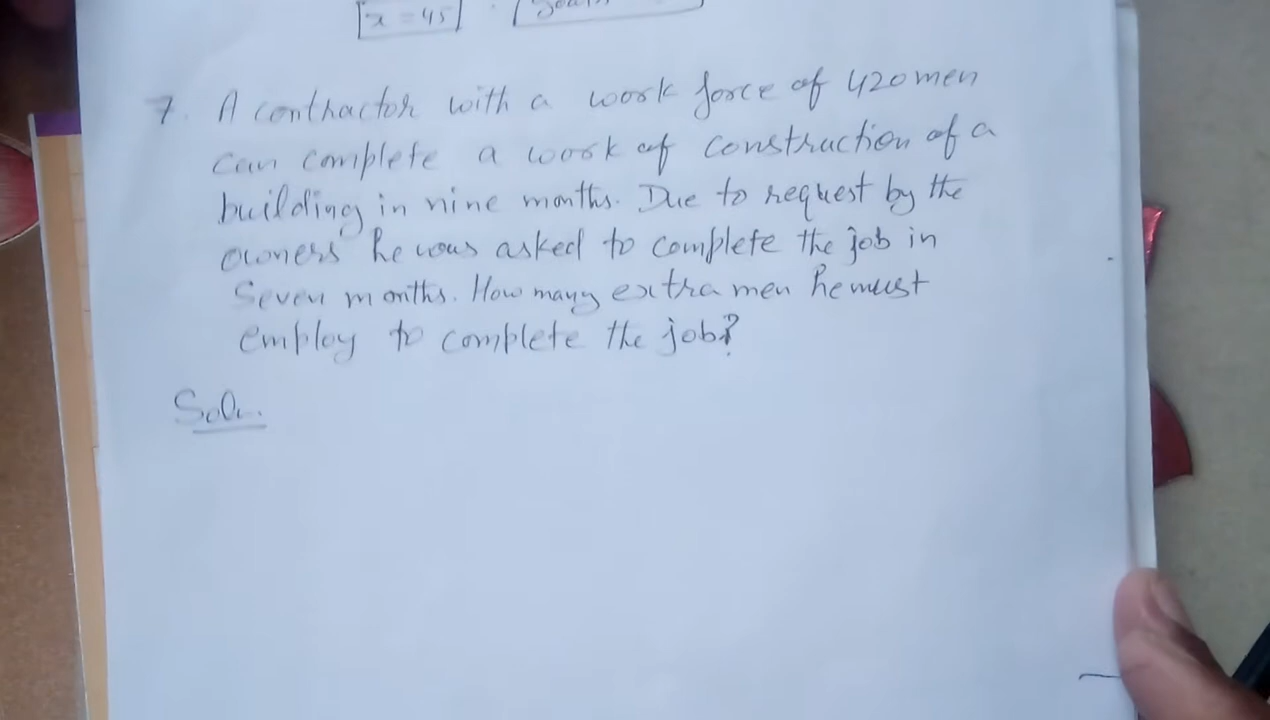 x = 45
7. A contractor with a work force of 420 men
can complete a work of construction of a
building in nine months. Due to request by the
owners he was asked to complete the job in
Seven months. How many extra men he must
employ to complete the job?
Soln.